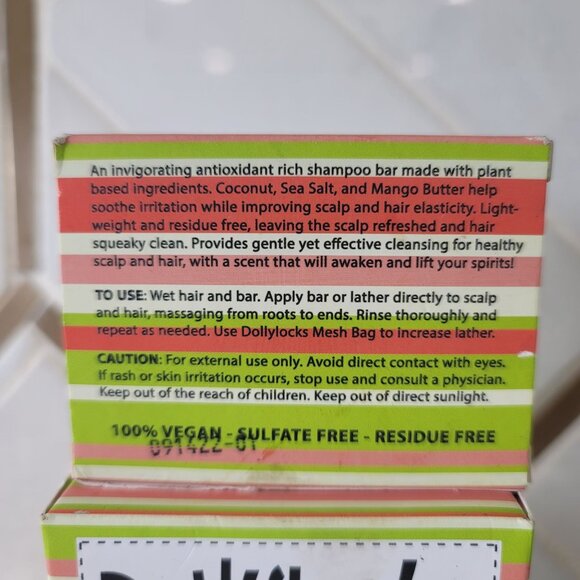 An invigorating antioxidant rich shampoo bar made with plant
based ingredients. Coconut, Sea Salt, and Mango Butter help
soothe irritation while improving scalp and hair elasticity. Light-
weight and residue free, leaving the scalp refreshed and hair
squeaky clean. Provides gentle yet effective cleansing for healthy
scalp and hair, with a scent that will awaken and lift your spirits!
TO USE: Wet hair and bar. Apply bar or lather directly to scalp
and hair, massaging from roots to ends. Rinse thoroughly and
repeat as needed. Use Dollylocks Mesh Bag to increase lather.
CAUTION: For external use only. Avoid direct contact with eyes.
If rash or skin irritation occurs, stop use and consult a physician.
Keep out of the reach of children. Keep out of direct sunlight.
100% VEGAN - SULFATE FREE - RESIDUE FREE
091422-01